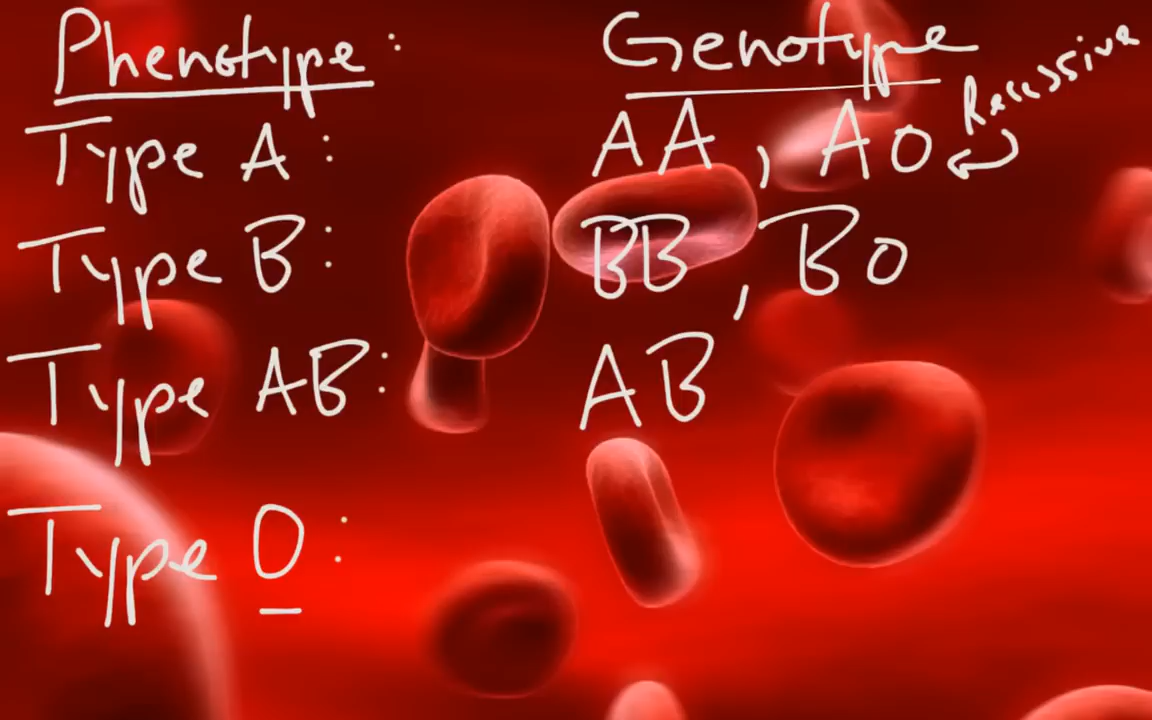 Phenotype: Genotype
Recessive
Type A: AA, AO
Type B: BB, BO
Type AB: AB
Type O: